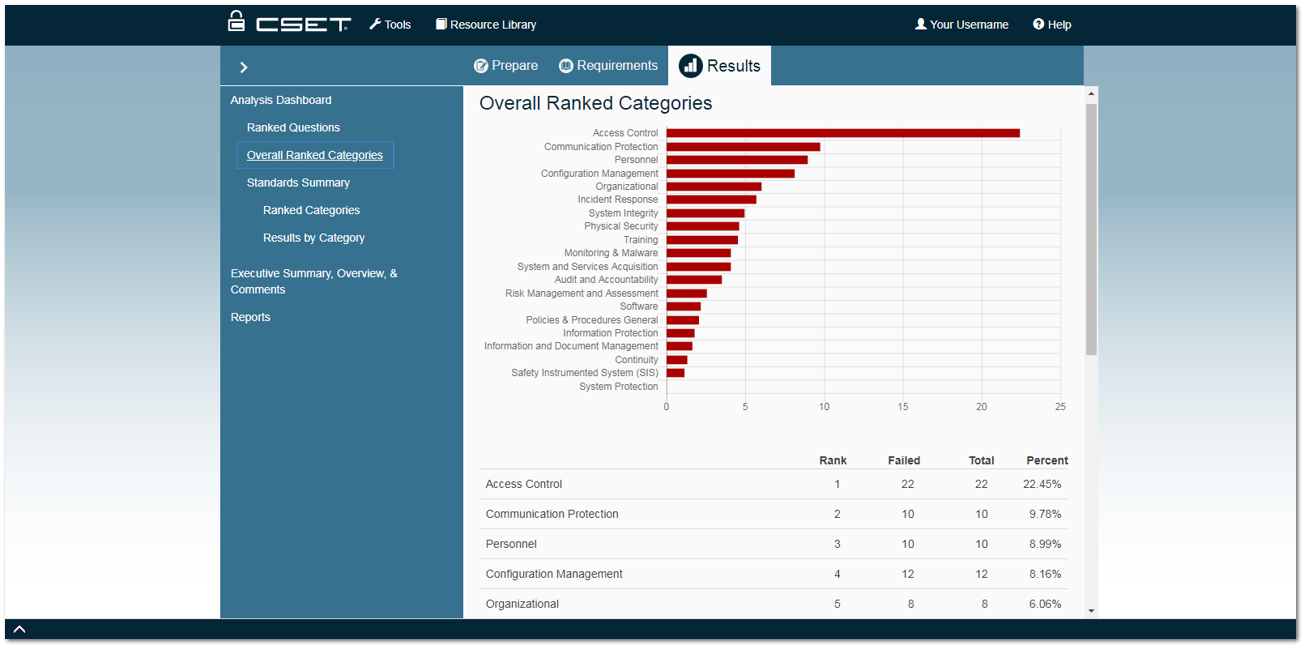 CSET Tools Resource Library Your Username Help
Prepare Requirements Results
Analysis Dashboard
Ranked Questions
Overall Ranked Categories
Standards Summary
Ranked Categories
Results by Category
Executive Summary, Overview, &
Comments
Reports
Overall Ranked Categories
Access Control
Communication Protection
Personnel
Configuration Management
Organizational
Incident Response
System Integrity
Physical Security
Training
Monitoring & Malware
System and Services Acquisition
Audit and Accountability
Risk Management and Assessment
Software
Policies & Procedures General
Information Protection
Information and Document Management
Continuity
Safety Instrumented System (SIS)
System Protection
0 5 10 15 20 25
Rank Failed Total Percent
Access Control 1 22 22 22.45%
Communication Protection 2 10 10 9.78%
Personnel 3 10 10 8.99%
Configuration Management 4 12 12 8.16%
Organizational 5 8 8 6.06%